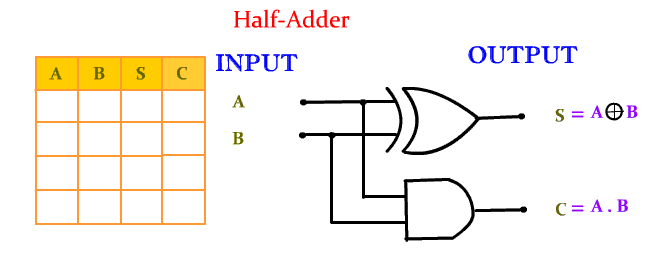 Half-Adder
INPUT
OUTPUT
A B S C
A
B
S = A⊕B
C = A . B